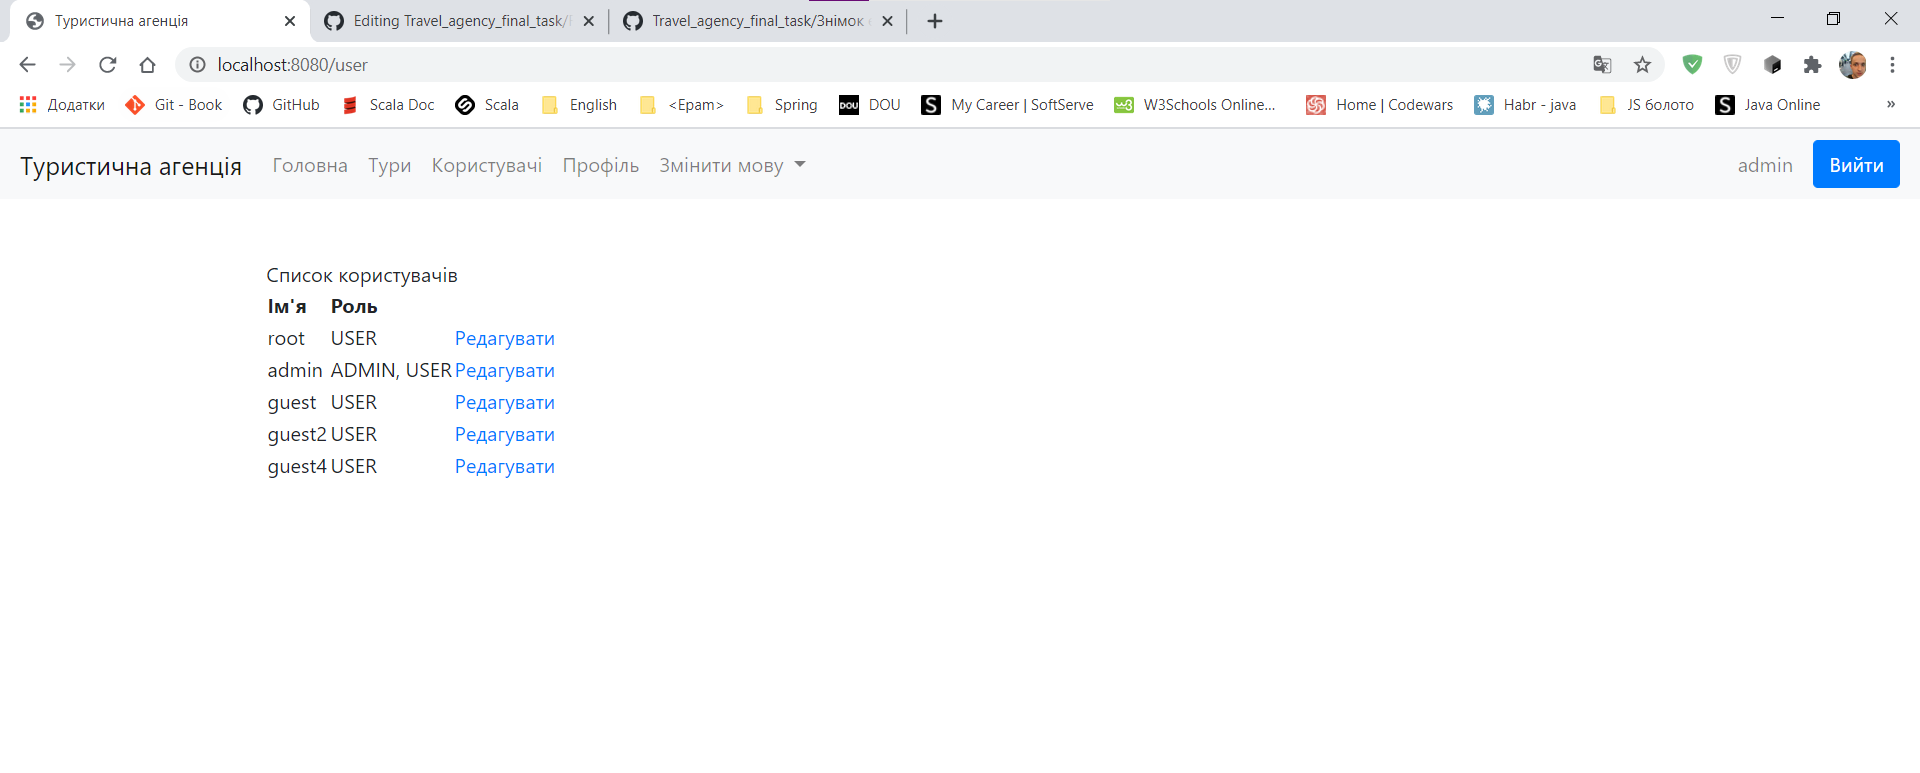 Туристична агенція
Editing Travel_agency_final_task/
Travel_agency_final_task/Знімок
localhost:8080/user
Додатки Git - Book GitHub Scala Doc Scala English <Epam> Spring DOU My Career | SoftServe W3Schools Online... Home | Codewars Habr - java JS болото Java Online »
Туристична агенція Головна Тури Користувачі Профіль Змінити мову admin Вийти
Список користувачів
Ім'я Роль
root USER Редагувати
admin ADMIN, USER Редагувати
guest USER Редагувати
guest2 USER Редагувати
guest4 USER Редагувати